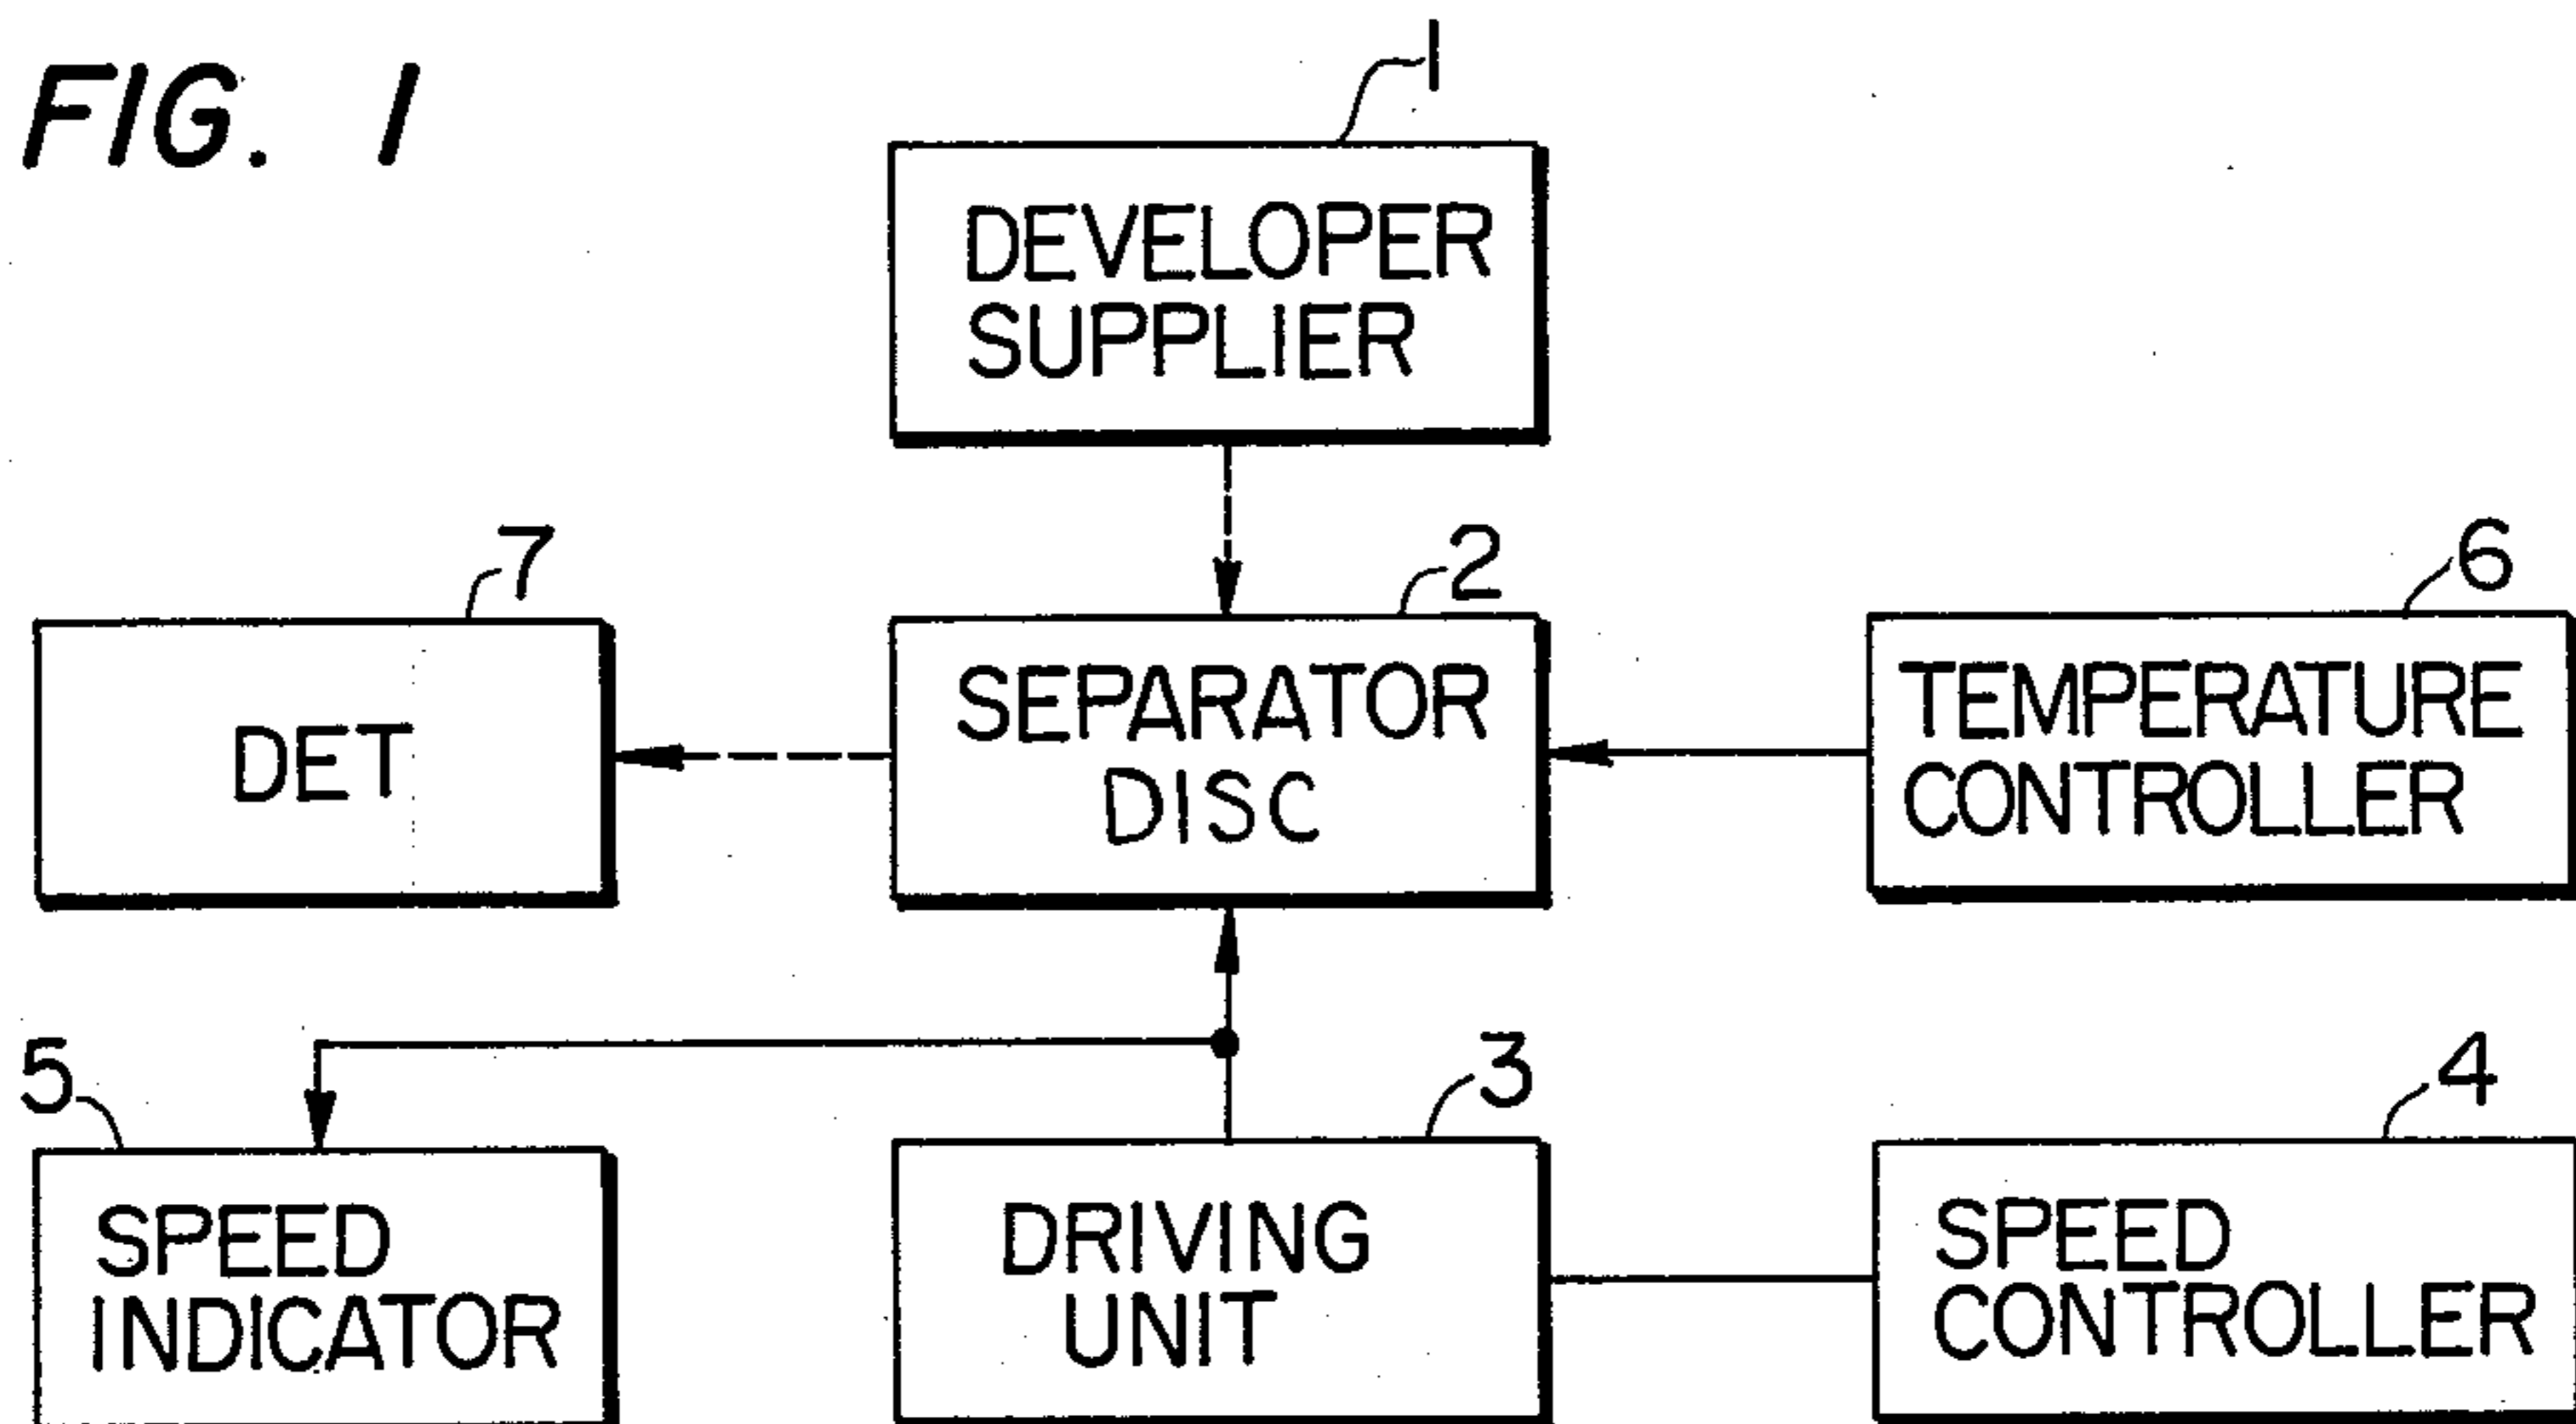 FIG. 1
1
DEVELOPER
SUPPLIER
7
DET
2
SEPARATOR
DISC
6
TEMPERATURE
CONTROLLER
5
SPEED
INDICATOR
3
DRIVING
UNIT
4
SPEED
CONTROLLER